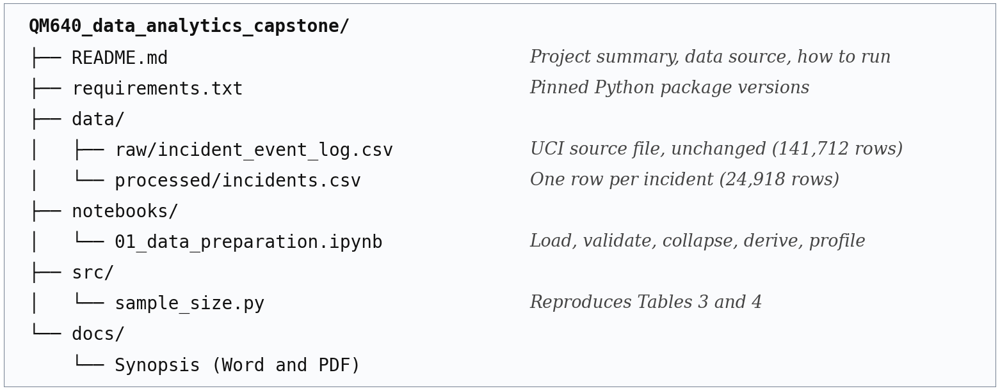 QM640_data_analytics_capstone/
├── README.md Project summary, data source, how to run
├── requirements.txt Pinned Python package versions
├── data/
│   ├── raw/incident_event_log.csv UCI source file, unchanged (141,712 rows)
│   └── processed/incidents.csv One row per incident (24,918 rows)
├── notebooks/
│   └── 01_data_preparation.ipynb Load, validate, collapse, derive, profile
├── src/
│   └── sample_size.py Reproduces Tables 3 and 4
└── docs/
    └── Synopsis (Word and PDF)